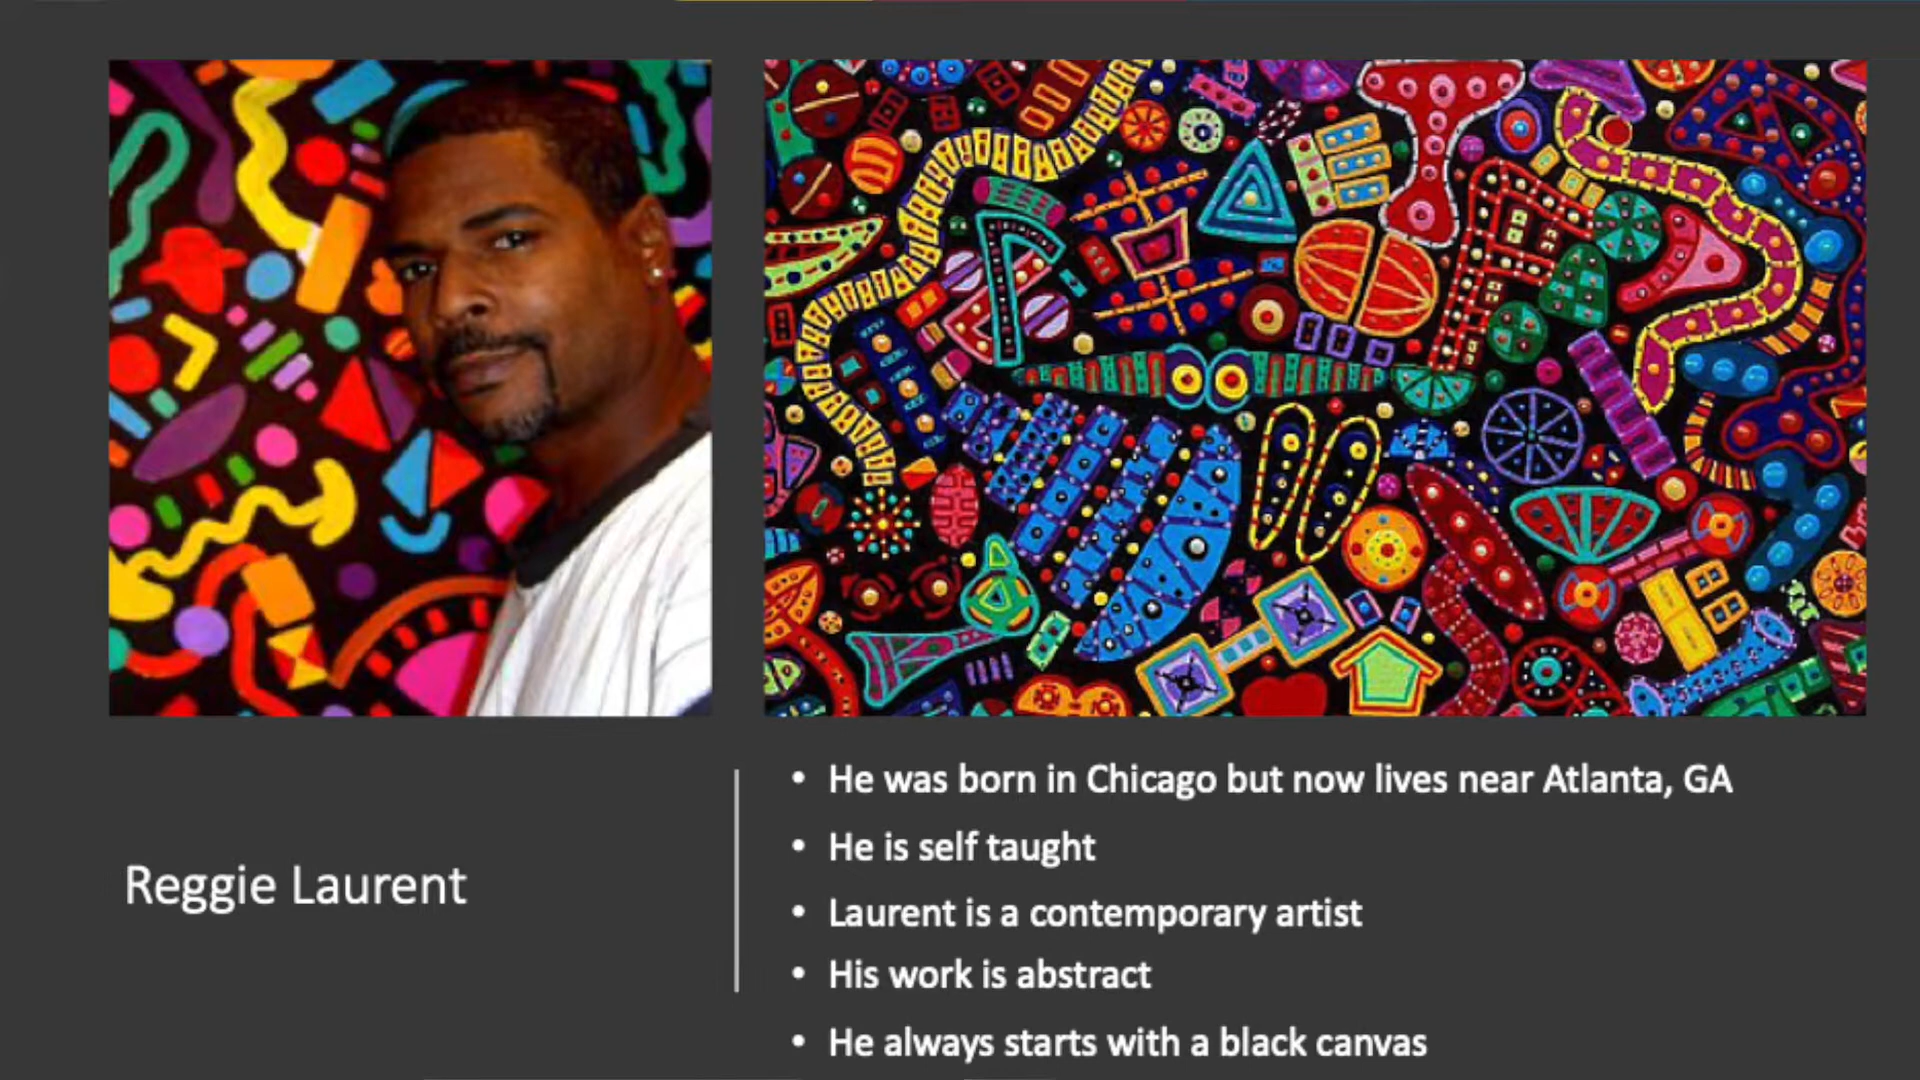 Reggie Laurent
• He was born in Chicago but now lives near Atlanta, GA
• He is self taught
• Laurent is a contemporary artist
• His work is abstract
• He always starts with a black canvas